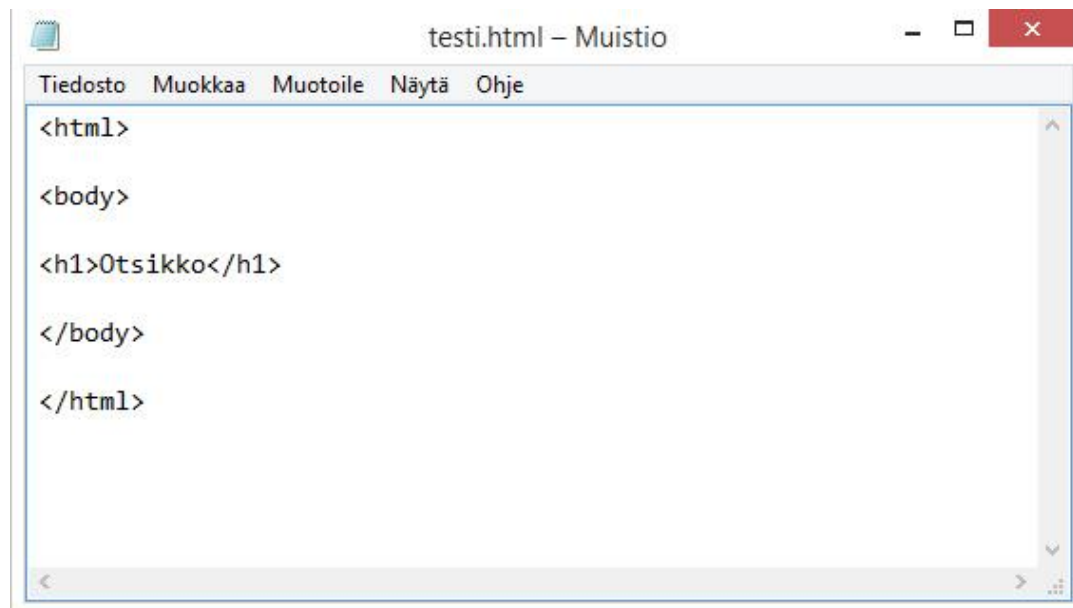 testi.html – Muistio
Tiedosto Muokkaa Muotoile Näytä Ohje
<html>
<body>
<h1>Otsikko</h1>
</body>
</html>